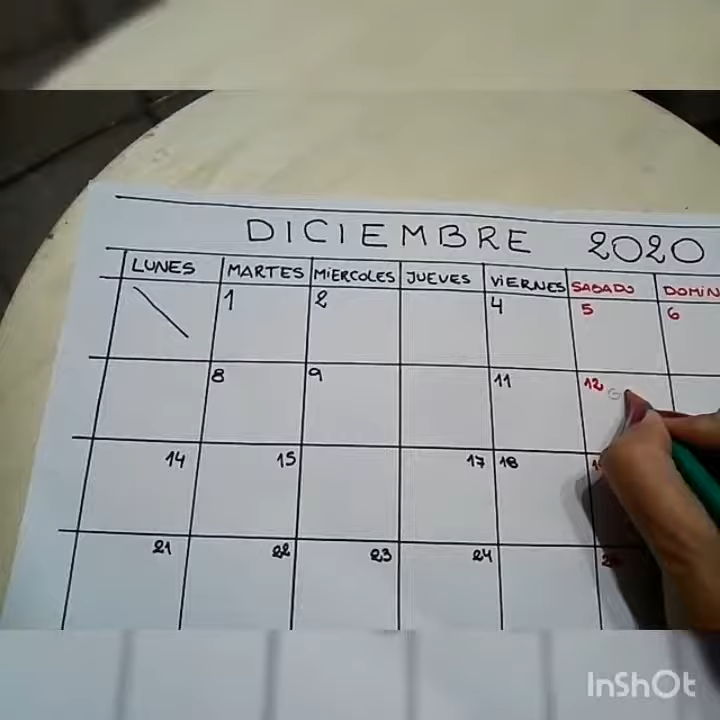 DICIEMBRE 2020
LUNES MARTES MIERCOLES JUEVES VIERNES SABADO DOMIN
1 2 4 5 6
8 9 11 12
14 15 17 18
21 22 23 24
InShOt